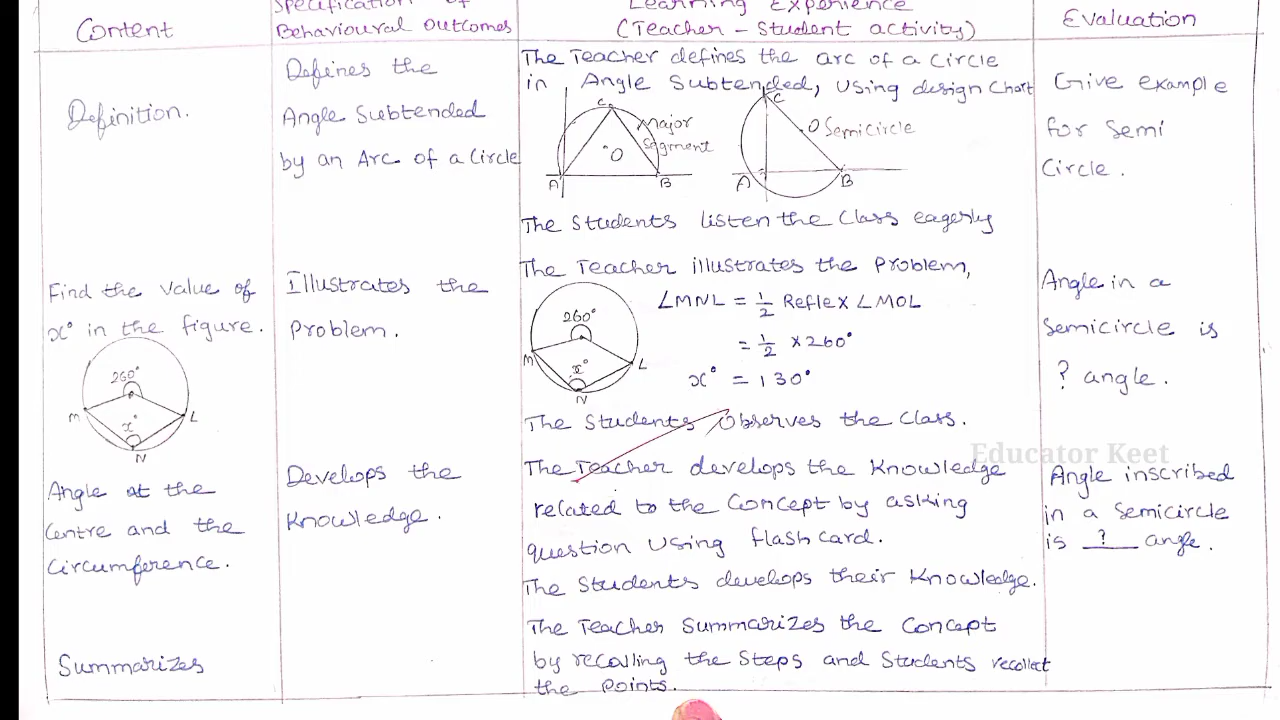 Content
Specification of
Behavioural Outcomes
Learning Experience
(Teacher - Student activity)
Evaluation
Definition.
Defines the
Angle Subtended
by an Arc of a Circle
The Teacher defines the arc of a Circle
in Angle Subtended, Using design Chart
C
Major
Segment
O
A
B
C
O Semicircle
A
B
The Students listen the Class eagerly
Give example
for Semi
Circle.
Find the value of
x° in the figure.
260°
M
L
x°
N
Illustrates the
Problem.
The Teacher illustrates the Problem,
260°
M
L
x°
N
∠MNL = 1/2 Reflex ∠MOL
= 1/2 × 260°
x° = 130°
The Students Observes the Class.
Angle in a
Semicircle is
? angle.
Educator Keet
Angle at the
Centre and the
Circumference.
Develops the
Knowledge.
The Teacher develops the Knowledge
related to the Concept by asking
question Using flash card.
The Students develops their Knowledge.
Angle inscribed
in a Semicircle
is ? angle.
Summarizes
The Teacher Summarizes the Concept
by recalling the Steps and Students recollect
the Points.